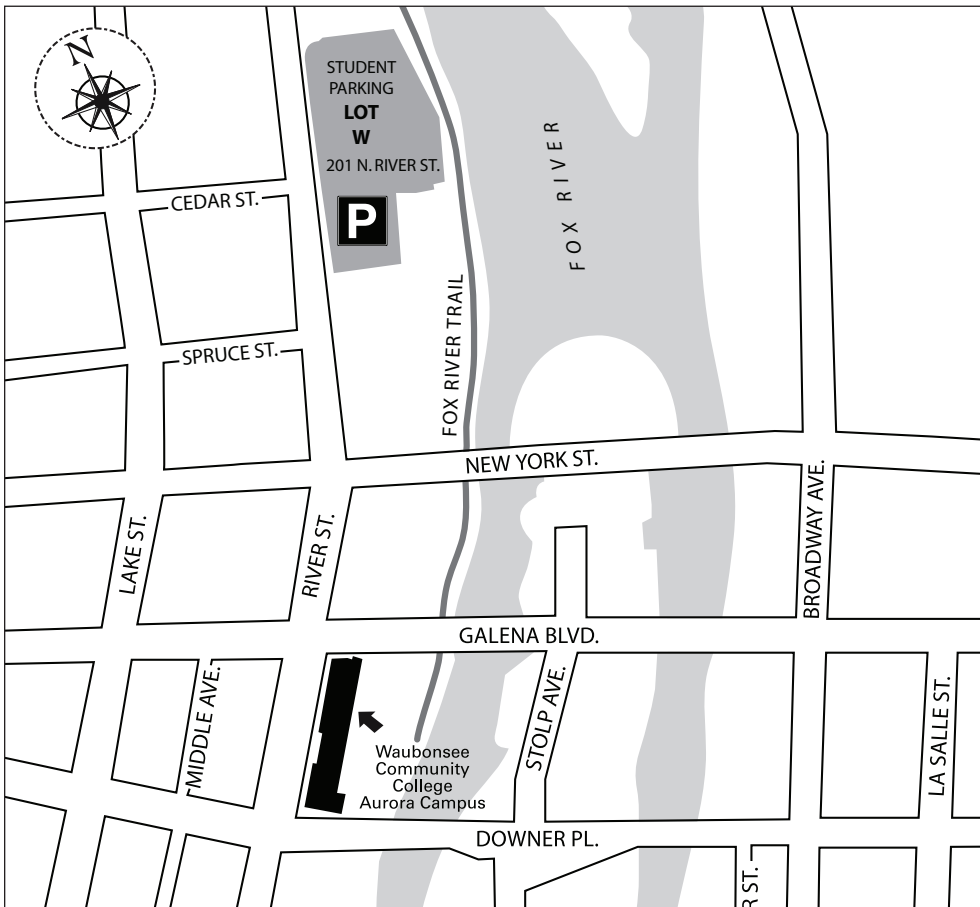 N
STUDENT
PARKING
LOT
W
201 N. RIVER ST.
P
CEDAR ST.
SPRUCE ST.
FOX RIVER
FOX RIVER TRAIL
NEW YORK ST.
LAKE ST.
RIVER ST.
BROADWAY AVE.
GALENA BLVD.
MIDDLE AVE.
STOLP AVE.
LA SALLE ST.
Waubonsee
Community
College
Aurora Campus
DOWNER PL.
R ST.